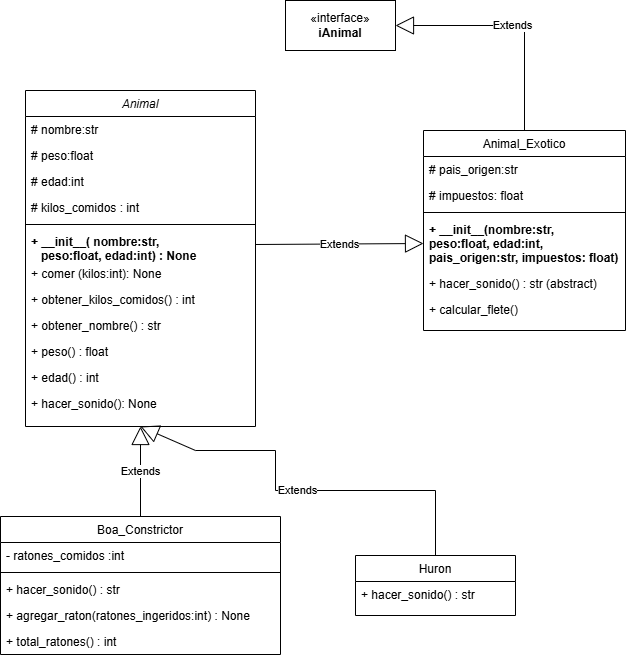 «interface»
iAnimal
Extends
Animal
# nombre:str
# peso:float
# edad:int
# kilos_comidos : int
+ __init__( nombre:str,
peso:float, edad:int) : None
+ comer (kilos:int): None
+ obtener_kilos_comidos() : int
+ obtener_nombre() : str
+ peso() : float
+ edad() : int
+ hacer_sonido(): None
Extends
Animal_Exotico
# pais_origen:str
# impuestos: float
+ __init__(nombre:str,
peso:float, edad:int,
pais_origen:str, impuestos: float)
+ hacer_sonido() : str (abstract)
+ calcular_flete()
Extends
Extends
Boa_Constrictor
- ratones_comidos :int
+ hacer_sonido() : str
+ agregar_raton(ratones_ingeridos:int) : None
+ total_ratones() : int
Huron
+ hacer_sonido() : str